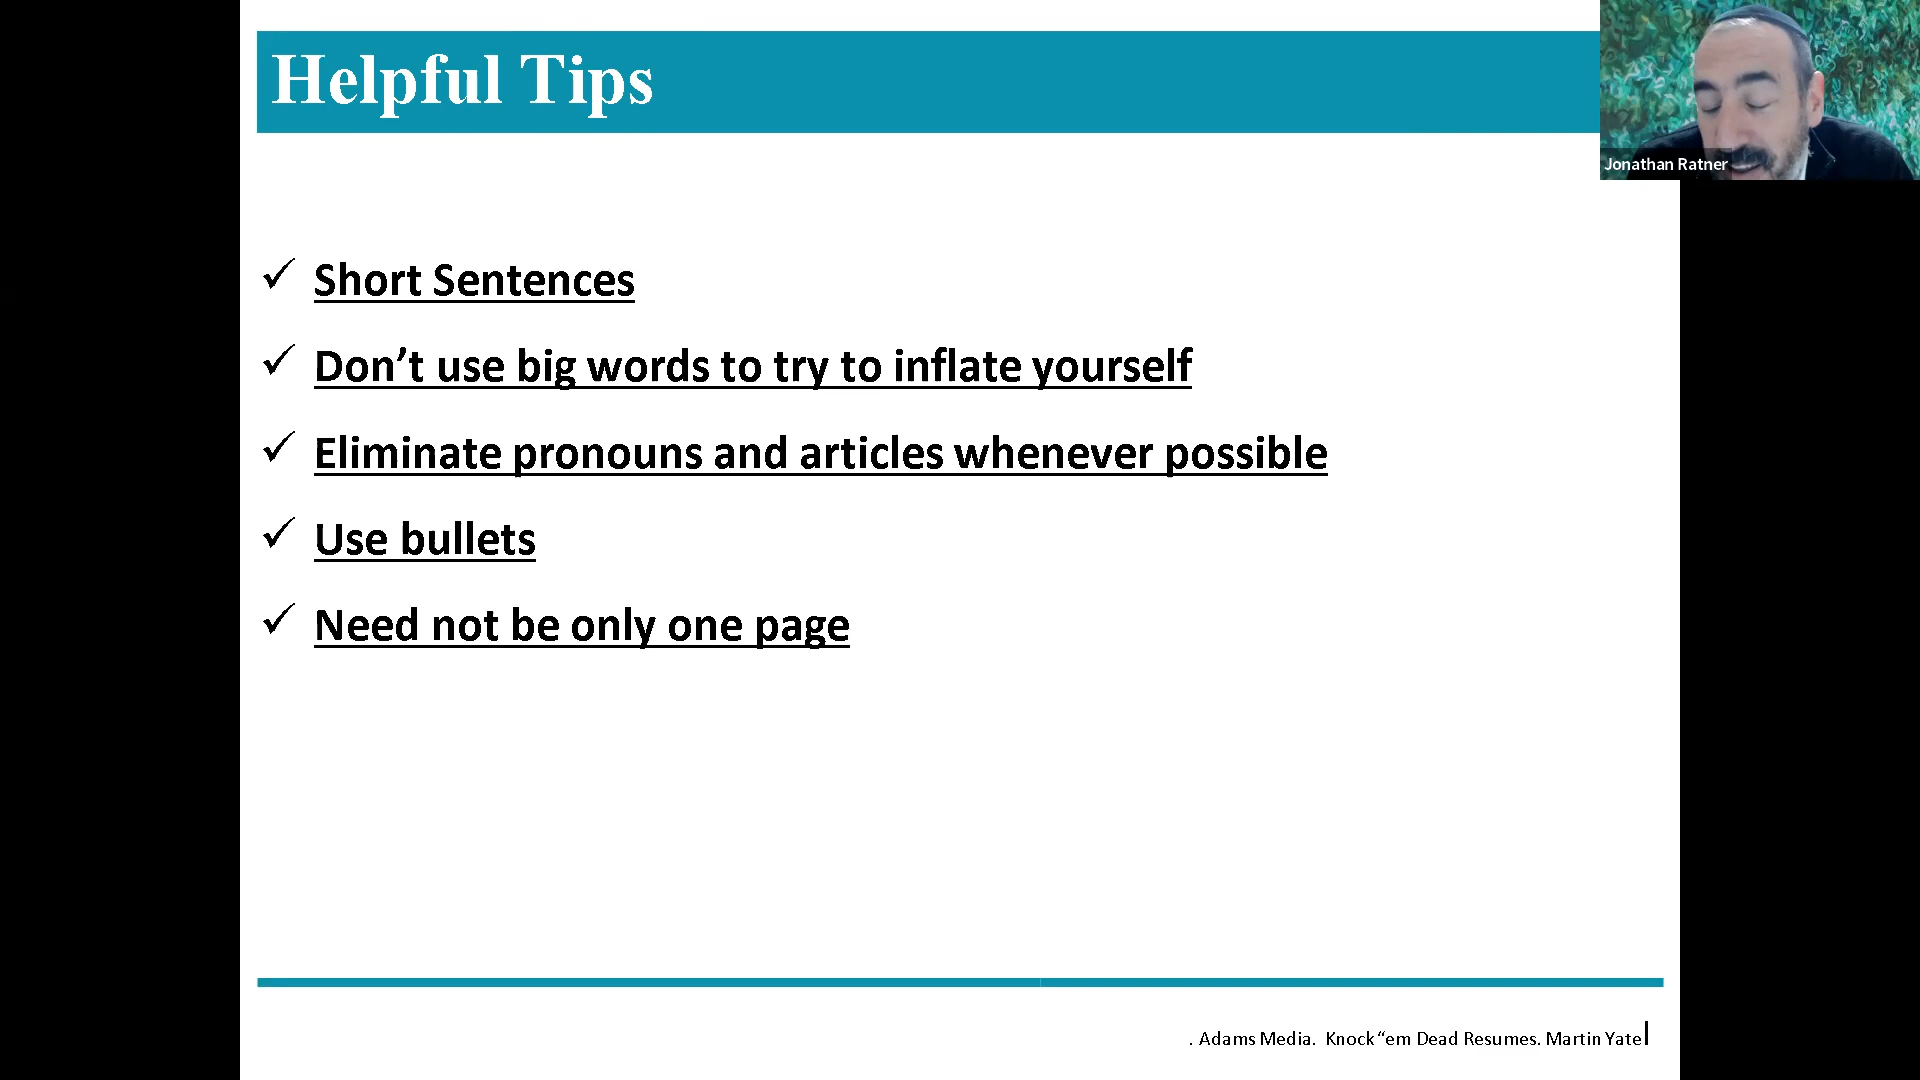 Helpful Tips
Jonathan Ratner
✓ Short Sentences
✓ Don’t use big words to try to inflate yourself
✓ Eliminate pronouns and articles whenever possible
✓ Use bullets
✓ Need not be only one page
. Adams Media. Knock “em Dead Resumes. Martin Yate